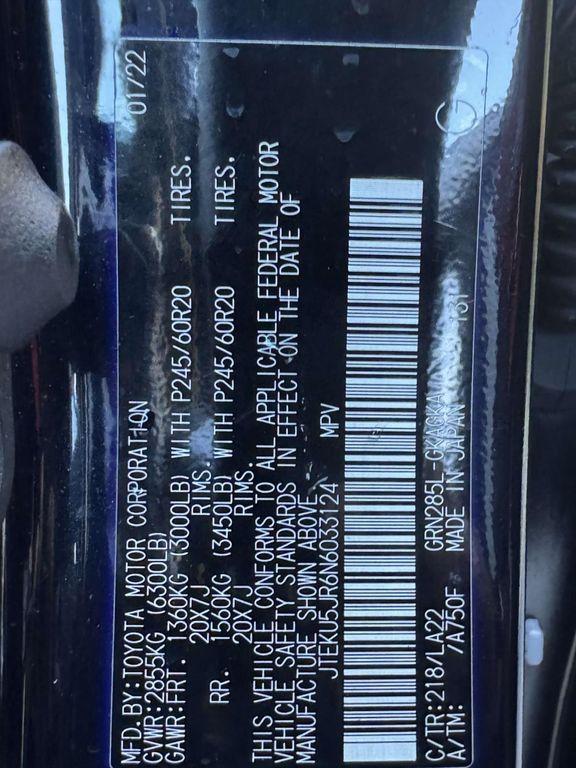 MFD.BY:TOYOTA MOTOR CORPORATION 01/22
GVWR:2855KG (6300LB)
GAWR:FRT. 1360KG (3000LB) WITH P245/60R20 TIRES.
20X7J RIMS.
RR. 1560KG (3450LB) WITH P245/60R20 TIRES.
20X7J RIMS.
THIS VEHICLE CONFORMS TO ALL APPLICABLE FEDERAL MOTOR
VEHICLE SAFETY STANDARDS IN EFFECT ON THE DATE OF
MANUFACTURE SHOWN ABOVE.
JTEKU5JR6N6033124 MPV
C/TR:218/LA22 GRN285L-
A/TM: /A750F MADE IN JAPAN
G